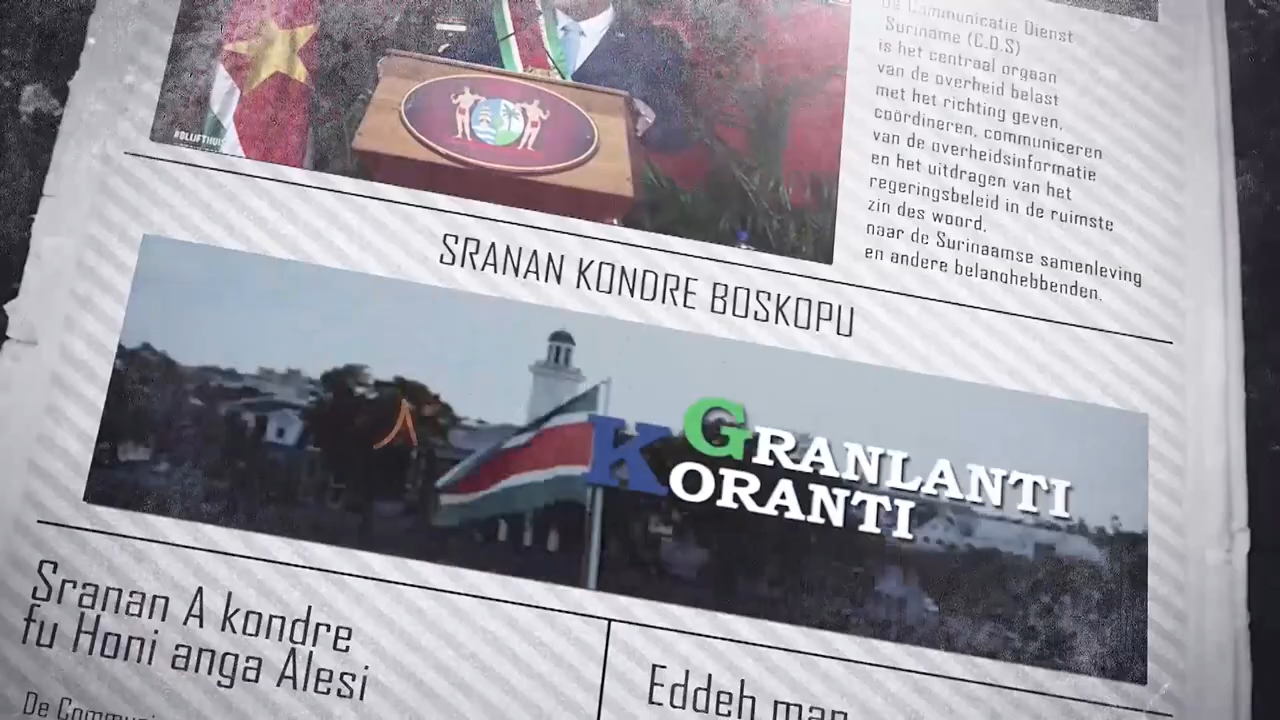 De Communicatie Dienst
Suriname (C.D.S)
is het centraal orgaan
van de overheid belast
met het richting geven,
coördineren, communiceren
van de overheidsinformatie
en het uitdragen van het
regeringsbeleid in de ruimste
zin des woord.
naar de Surinaamse samenleving
en andere belanghebbenden.
SRANAN KONDRE BOSKOPU
K GRANLANTI
KORANTI
Sranan A kondre
fu Honi anga Alesi
De
Eddeh man